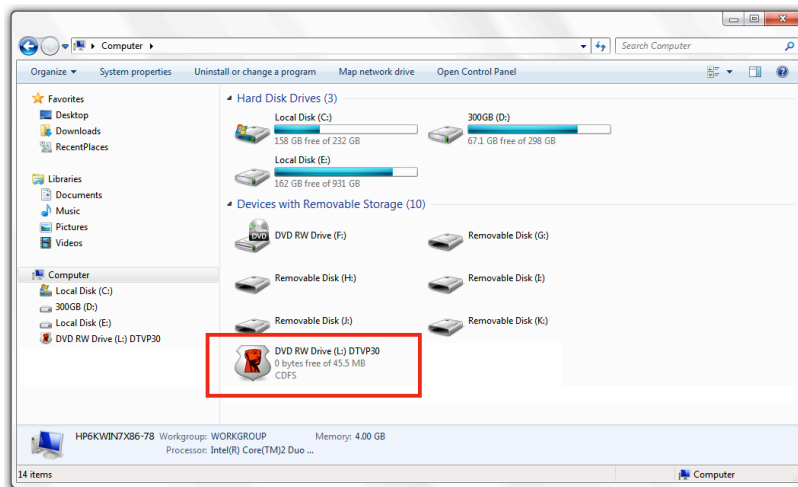 Computer
Search Computer
Organize
System properties
Uninstall or change a program
Map network drive
Open Control Panel
Favorites
Desktop
Downloads
RecentPlaces
Libraries
Documents
Music
Pictures
Videos
Computer
Local Disk (C:)
300GB (D:)
Local Disk (E:)
DVD RW Drive (L:) DTVP30
Hard Disk Drives (3)
Local Disk (C:)
158 GB free of 232 GB
300GB (D:)
67.1 GB free of 298 GB
Local Disk (E:)
162 GB free of 931 GB
Devices with Removable Storage (10)
DVD
DVD RW Drive (F:)
Removable Disk (G:)
Removable Disk (H:)
Removable Disk (I:)
Removable Disk (J:)
Removable Disk (K:)
DVD RW Drive (L:) DTVP30
0 bytes free of 45.5 MB
CDFS
HP6KWIN7X86-78 Workgroup: WORKGROUP Memory: 4.00 GB
Processor: Intel(R) Core(TM)2 Duo ...
14 items
Computer